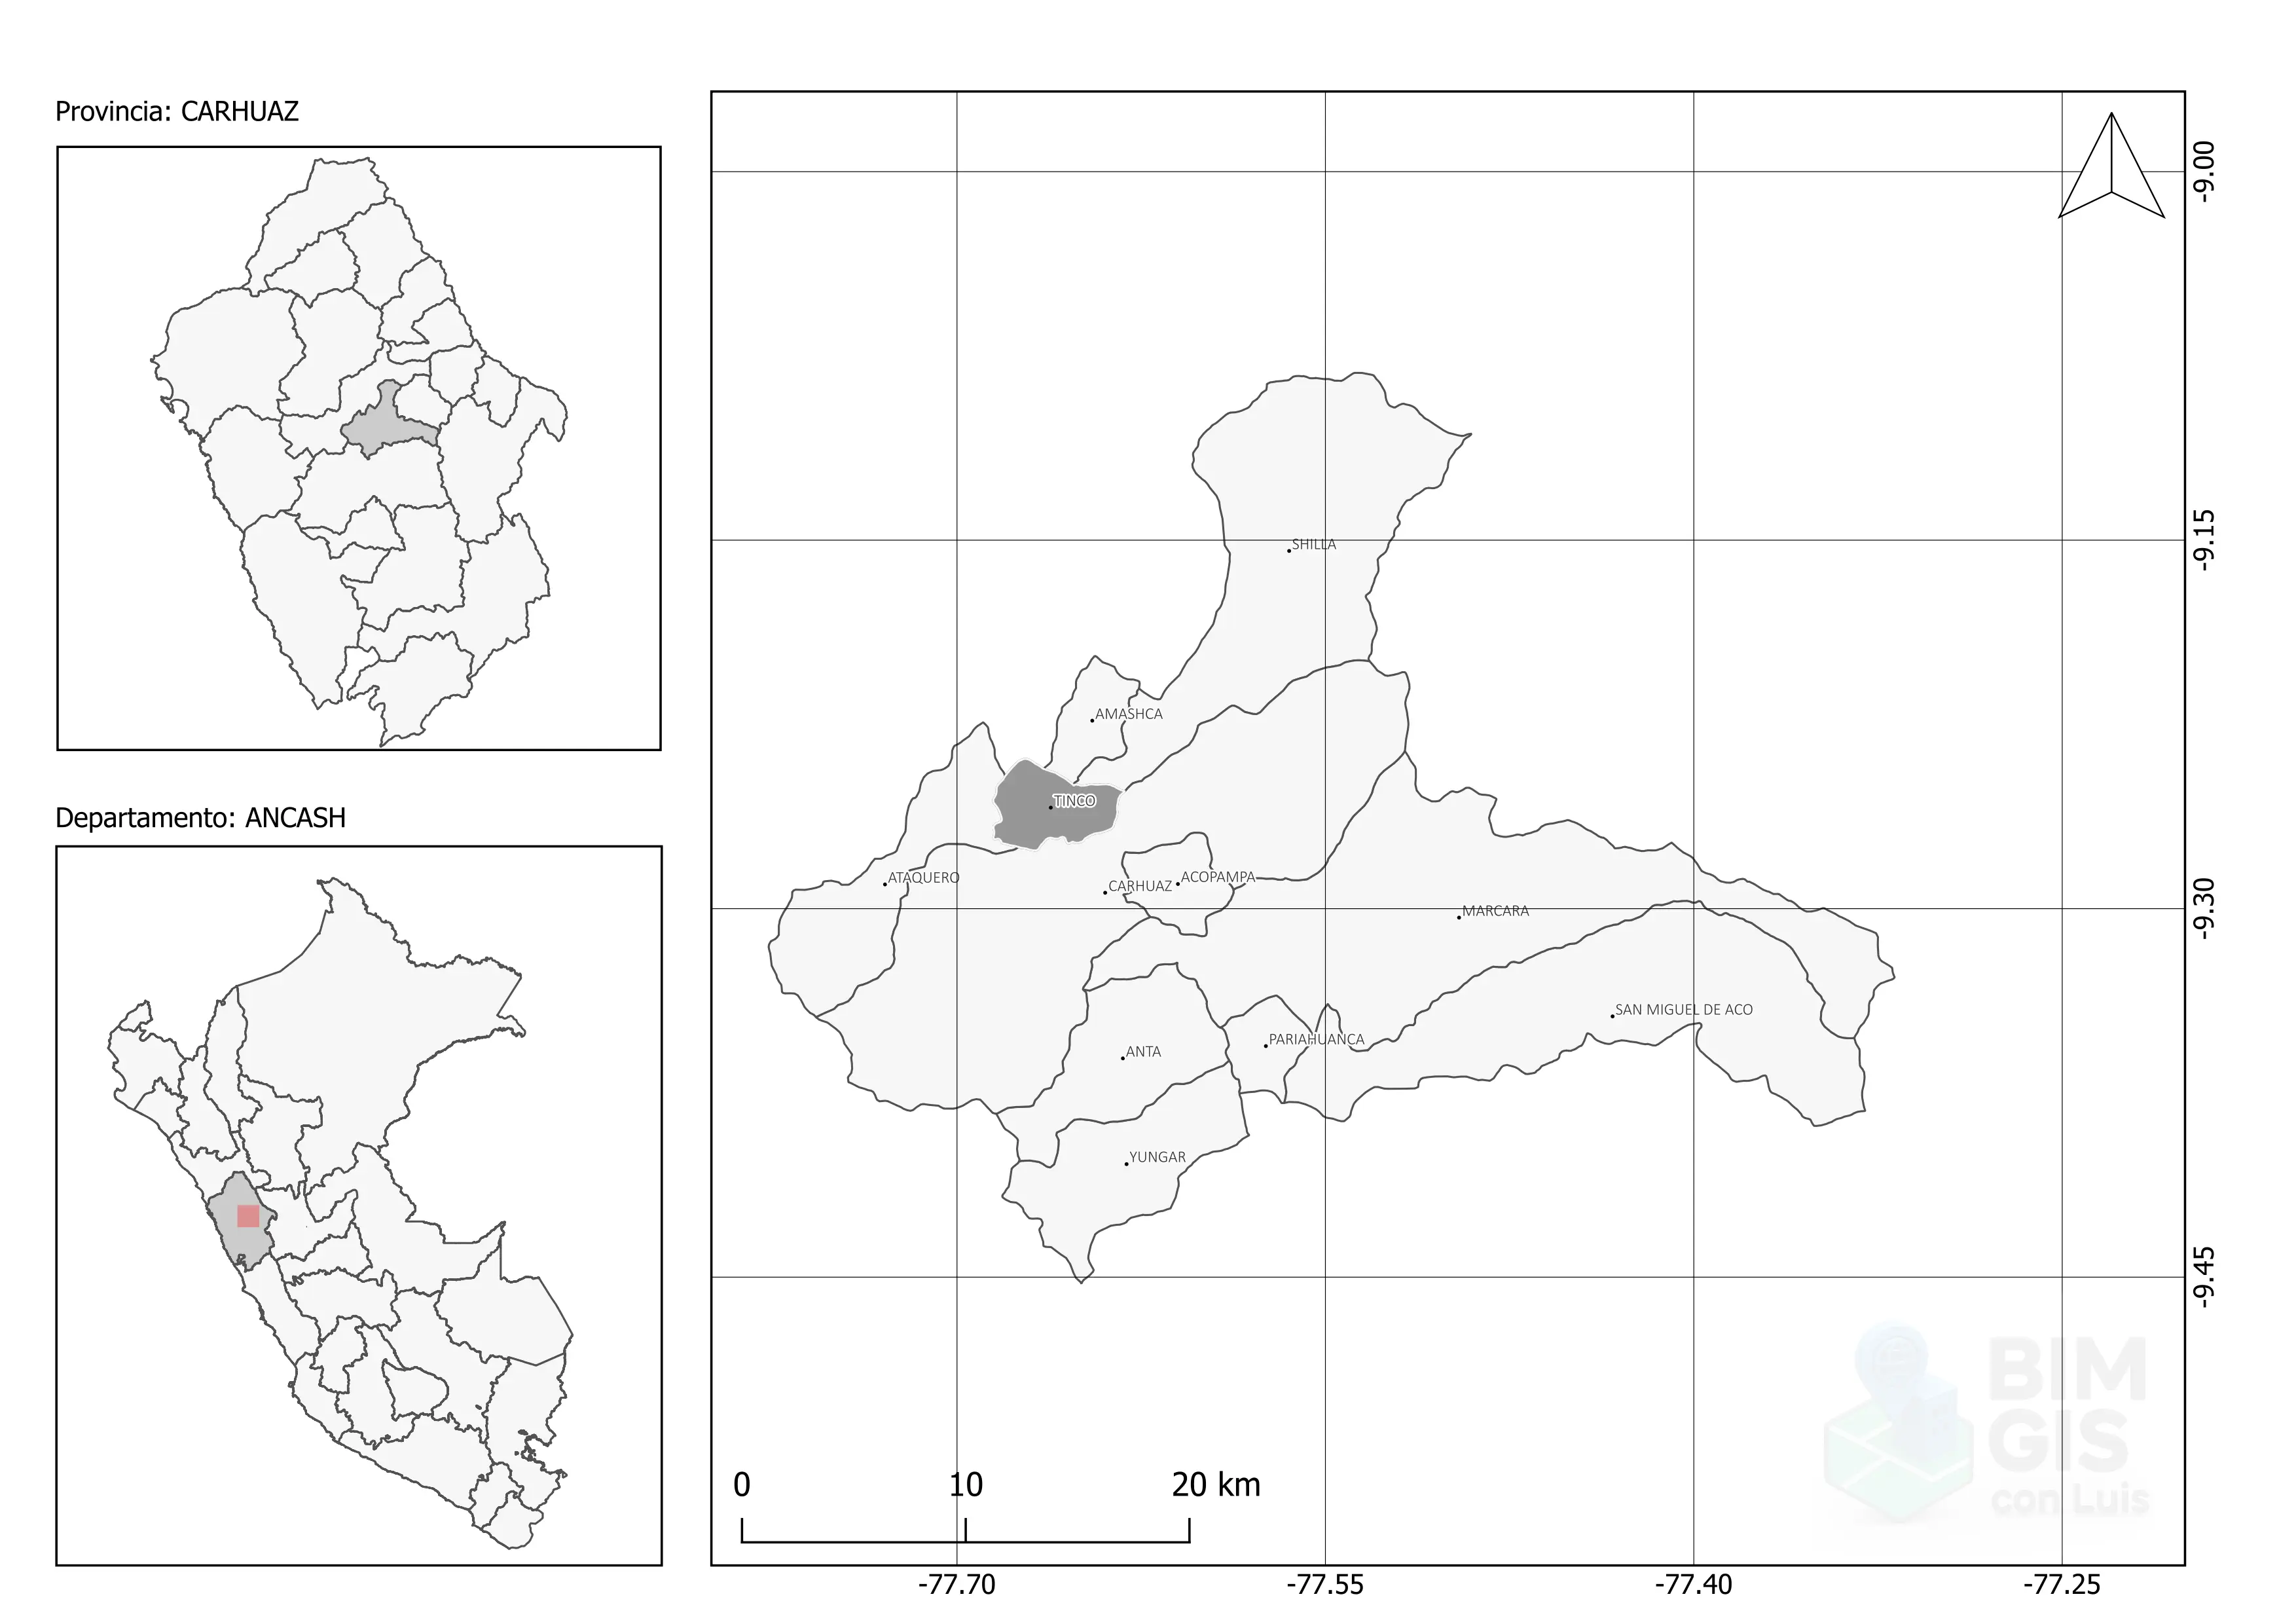 Provincia: CARHUAZ
Departamento: ANCASH
-9.00
-9.15
-9.30
-9.45
SHILLA
AMASHCA
TINCO
ATAQUERO
CARHUAZ
ACOPAMPA
MARCARA
SAN MIGUEL DE ACO
PARIAHUANCA
ANTA
YUNGAR
BIM
GIS
con Luis
0 10 20 km
-77.70 -77.55 -77.40 -77.25